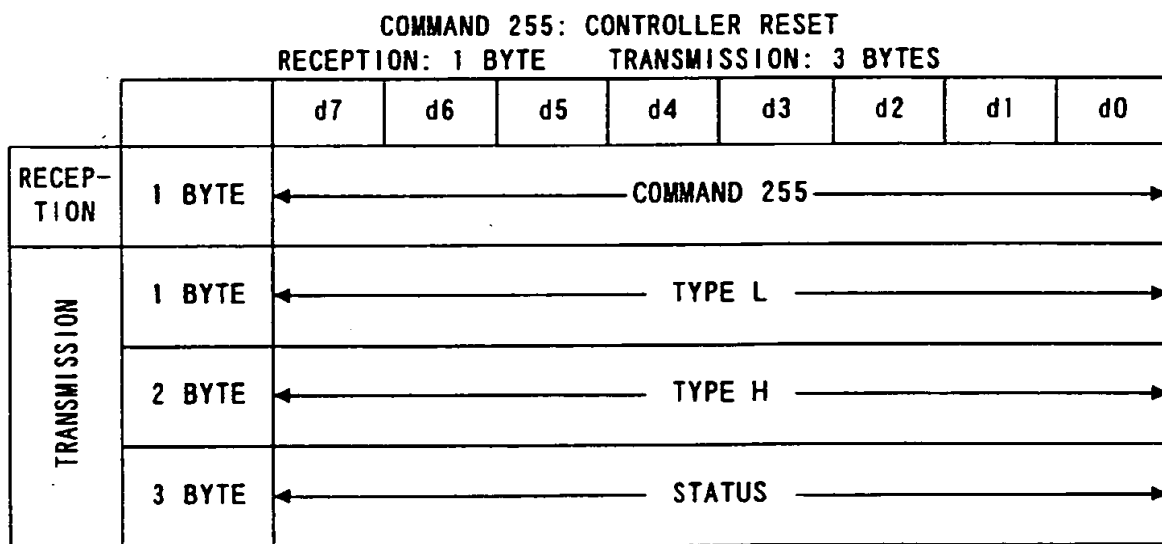 COMMAND 255: CONTROLLER RESET
RECEPTION: 1 BYTE TRANSMISSION: 3 BYTES
d7 d6 d5 d4 d3 d2 d1 d0
RECEP-
TION
1 BYTE COMMAND 255
TRANSMISSION
1 BYTE TYPE L
2 BYTE TYPE H
3 BYTE STATUS